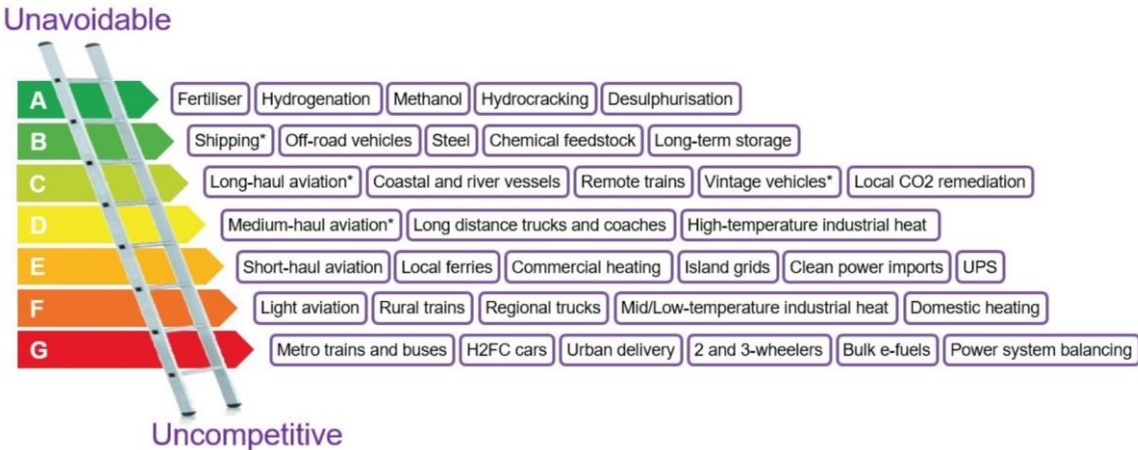 Unavoidable
A Fertiliser Hydrogenation Methanol Hydrocracking Desulphurisation
B Shipping* Off-road vehicles Steel Chemical feedstock Long-term storage
C Long-haul aviation* Coastal and river vessels Remote trains Vintage vehicles* Local CO2 remediation
D Medium-haul aviation* Long distance trucks and coaches High-temperature industrial heat
E Short-haul aviation Local ferries Commercial heating Island grids Clean power imports UPS
F Light aviation Rural trains Regional trucks Mid/Low-temperature industrial heat Domestic heating
G Metro trains and buses H2FC cars Urban delivery 2 and 3-wheelers Bulk e-fuels Power system balancing
Uncompetitive